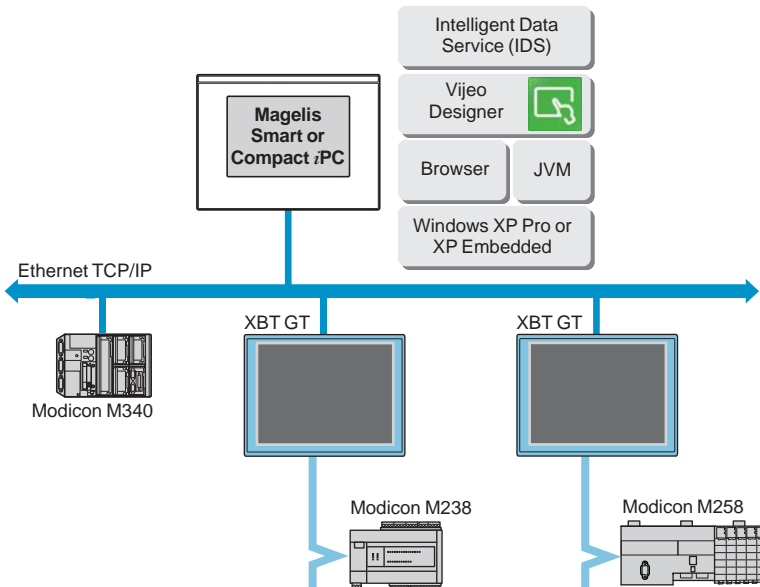 Intelligent Data
Service (IDS)
Vijeo
Designer
Magelis
Smart or
Compact iPC
Browser
JVM
Windows XP Pro or
XP Embedded
Ethernet TCP/IP
XBT GT
XBT GT
Modicon M340
Modicon M238
Modicon M258